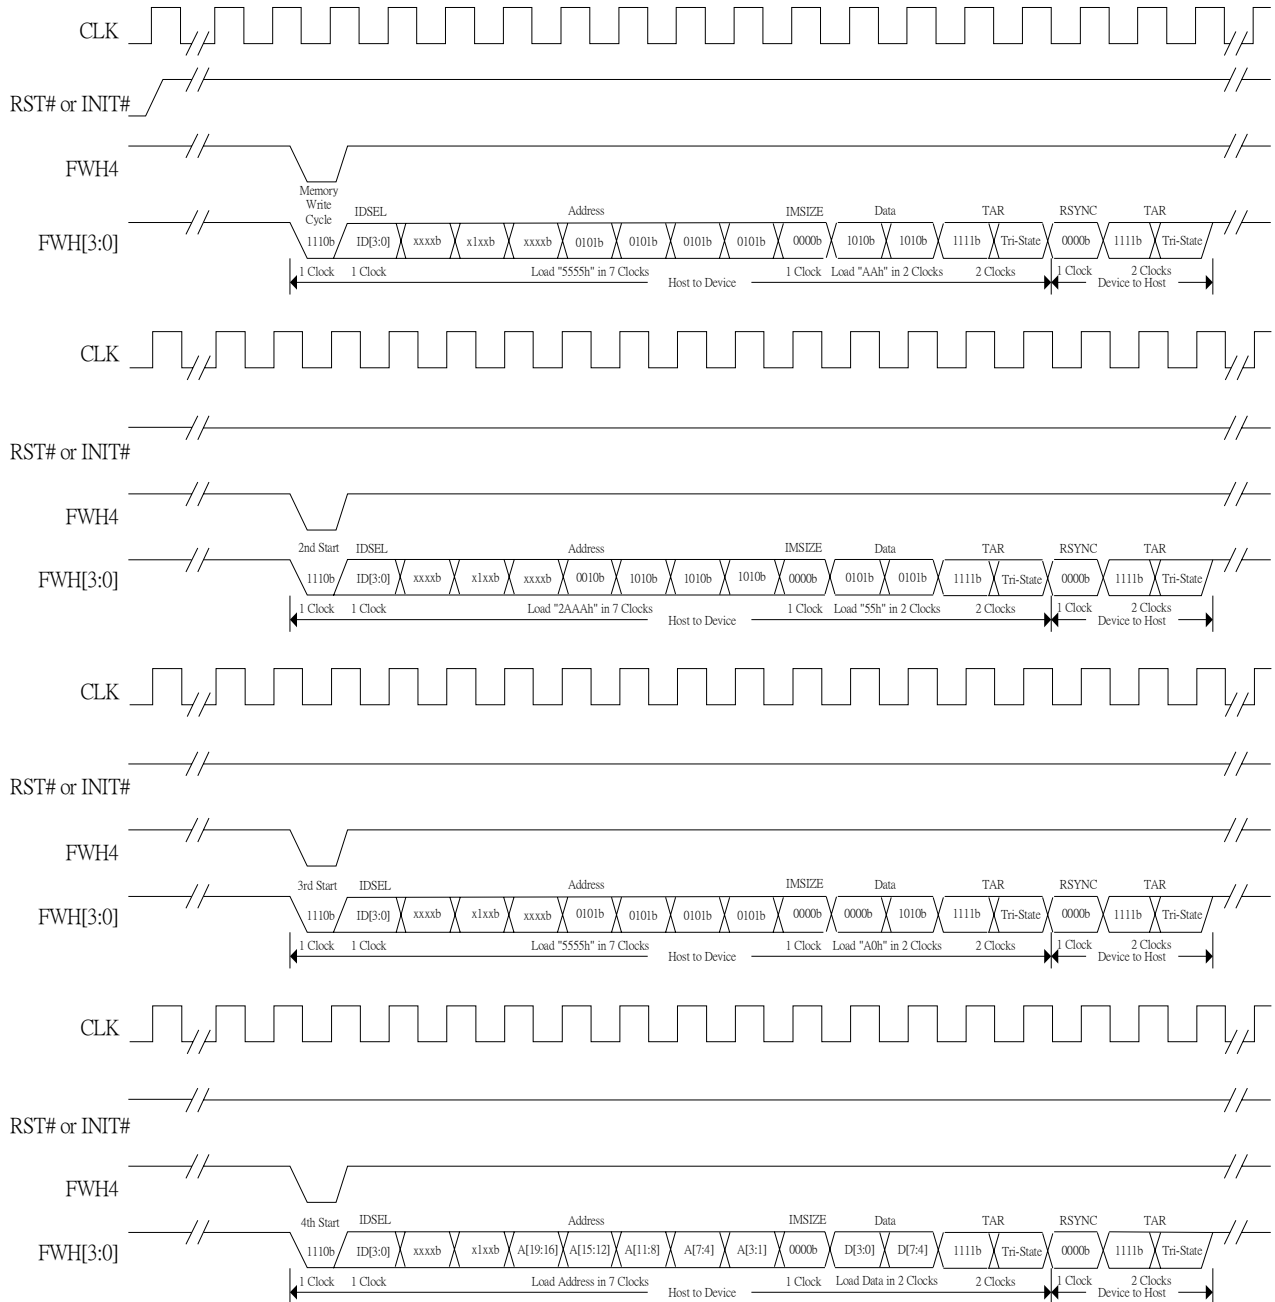 CLK
RST# or INIT#
FWH4
Memory
Write
Cycle
IDSEL Address IMSIZE Data TAR RSYNC TAR
FWH[3:0] 1110b ID[3:0] xxxxb x1xxb xxxxb 0101b 0101b 0101b 0101b 0000b 1010b 1010b 1111b Tri-State 0000b 1111b Tri-State
1 Clock 1 Clock Load "5555h" in 7 Clocks 1 Clock Load "AAh" in 2 Clocks 2 Clocks 1 Clock 2 Clocks
Host to Device Device to Host
CLK
RST# or INIT#
FWH4
2nd Start IDSEL Address IMSIZE Data TAR RSYNC TAR
FWH[3:0] 1110b ID[3:0] xxxxb x1xxb xxxxb 0010b 1010b 1010b 1010b 0000b 0101b 0101b 1111b Tri-State 0000b 1111b Tri-State
1 Clock 1 Clock Load "2AAAh" in 7 Clocks 1 Clock Load "55h" in 2 Clocks 2 Clocks 1 Clock 2 Clocks
Host to Device Device to Host
CLK
RST# or INIT#
FWH4
3rd Start IDSEL Address IMSIZE Data TAR RSYNC TAR
FWH[3:0] 1110b ID[3:0] xxxxb x1xxb xxxxb 0101b 0101b 0101b 0101b 0000b 0000b 1010b 1111b Tri-State 0000b 1111b Tri-State
1 Clock 1 Clock Load "5555h" in 7 Clocks 1 Clock Load "A0h" in 2 Clocks 2 Clocks 1 Clock 2 Clocks
Host to Device Device to Host
CLK
RST# or INIT#
FWH4
4th Start IDSEL Address IMSIZE Data TAR RSYNC TAR
FWH[3:0] 1110b ID[3:0] xxxxb x1xxb A[19:16] A[15:12] A[11:8] A[7:4] A[3:1] 0000b D[3:0] D[7:4] 1111b Tri-State 0000b 1111b Tri-State
1 Clock 1 Clock Load Address in 7 Clocks 1 Clock Load Data in 2 Clocks 2 Clocks 1 Clock 2 Clocks
Host to Device Device to Host